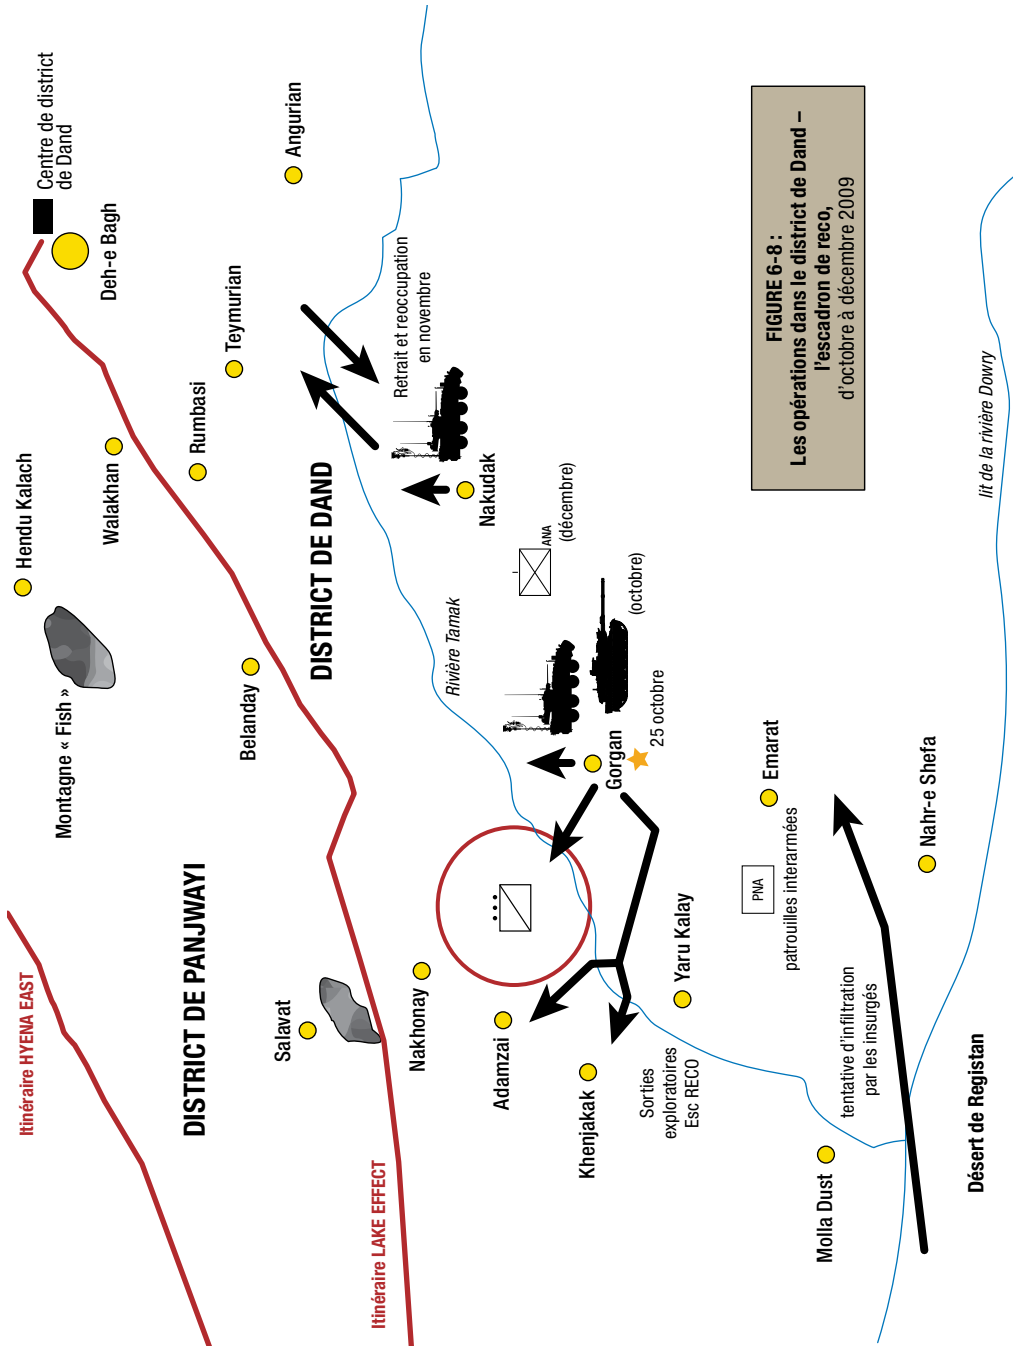 Itinéraire HYENA EAST
Montagne « Fish »
Hendu Kalach
Centre de district
de Dand
Deh-e Bagh
Walakhan
DISTRICT DE PANJWAYI
Rumbasi
Teymurian
Angurian
Belanday
Salavat
DISTRICT DE DAND
Itinéraire LAKE EFFECT
Nakhonay
Rivière Tarnak
Retrait et reoccupation
en novembre
Nakudak
Adamzai
ANA
(décembre)
Khenjakak
Gorgan
(octobre)
25 octobre
Sorties
exploratoires
Esc RECO
Yaru Kalay
PNA
patrouilles interarmées
Emarat
FIGURE 6-8 :
Les opérations dans le district de Dand –
l'escadron de reco,
d'octobre à décembre 2009
Molla Dust
tentative d'infiltration
par les insurgés
Nahr-e Shefa
Désert de Registan
lit de la rivière Dowry